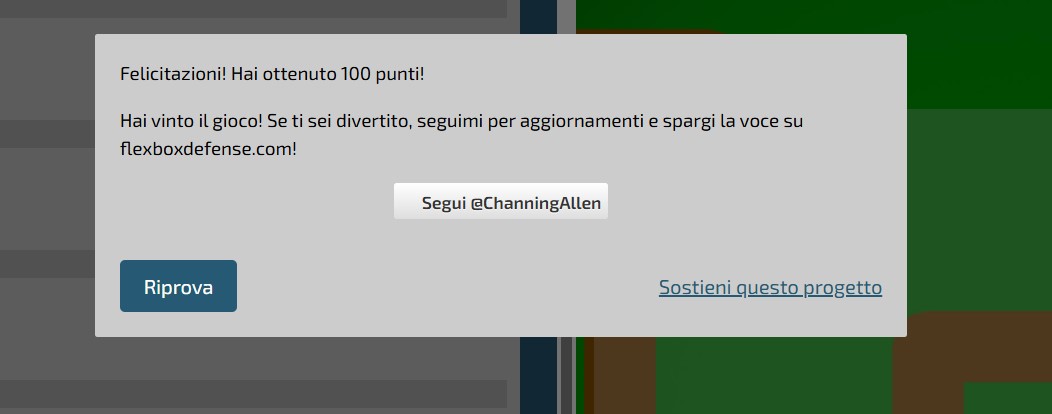 Felicitazioni! Hai ottenuto 100 punti!
Hai vinto il gioco! Se ti sei divertito, seguimi per aggiornamenti e spargi la voce su
flexboxdefense.com!
Segui @ChanningAllen
Riprova
Sostieni questo progetto